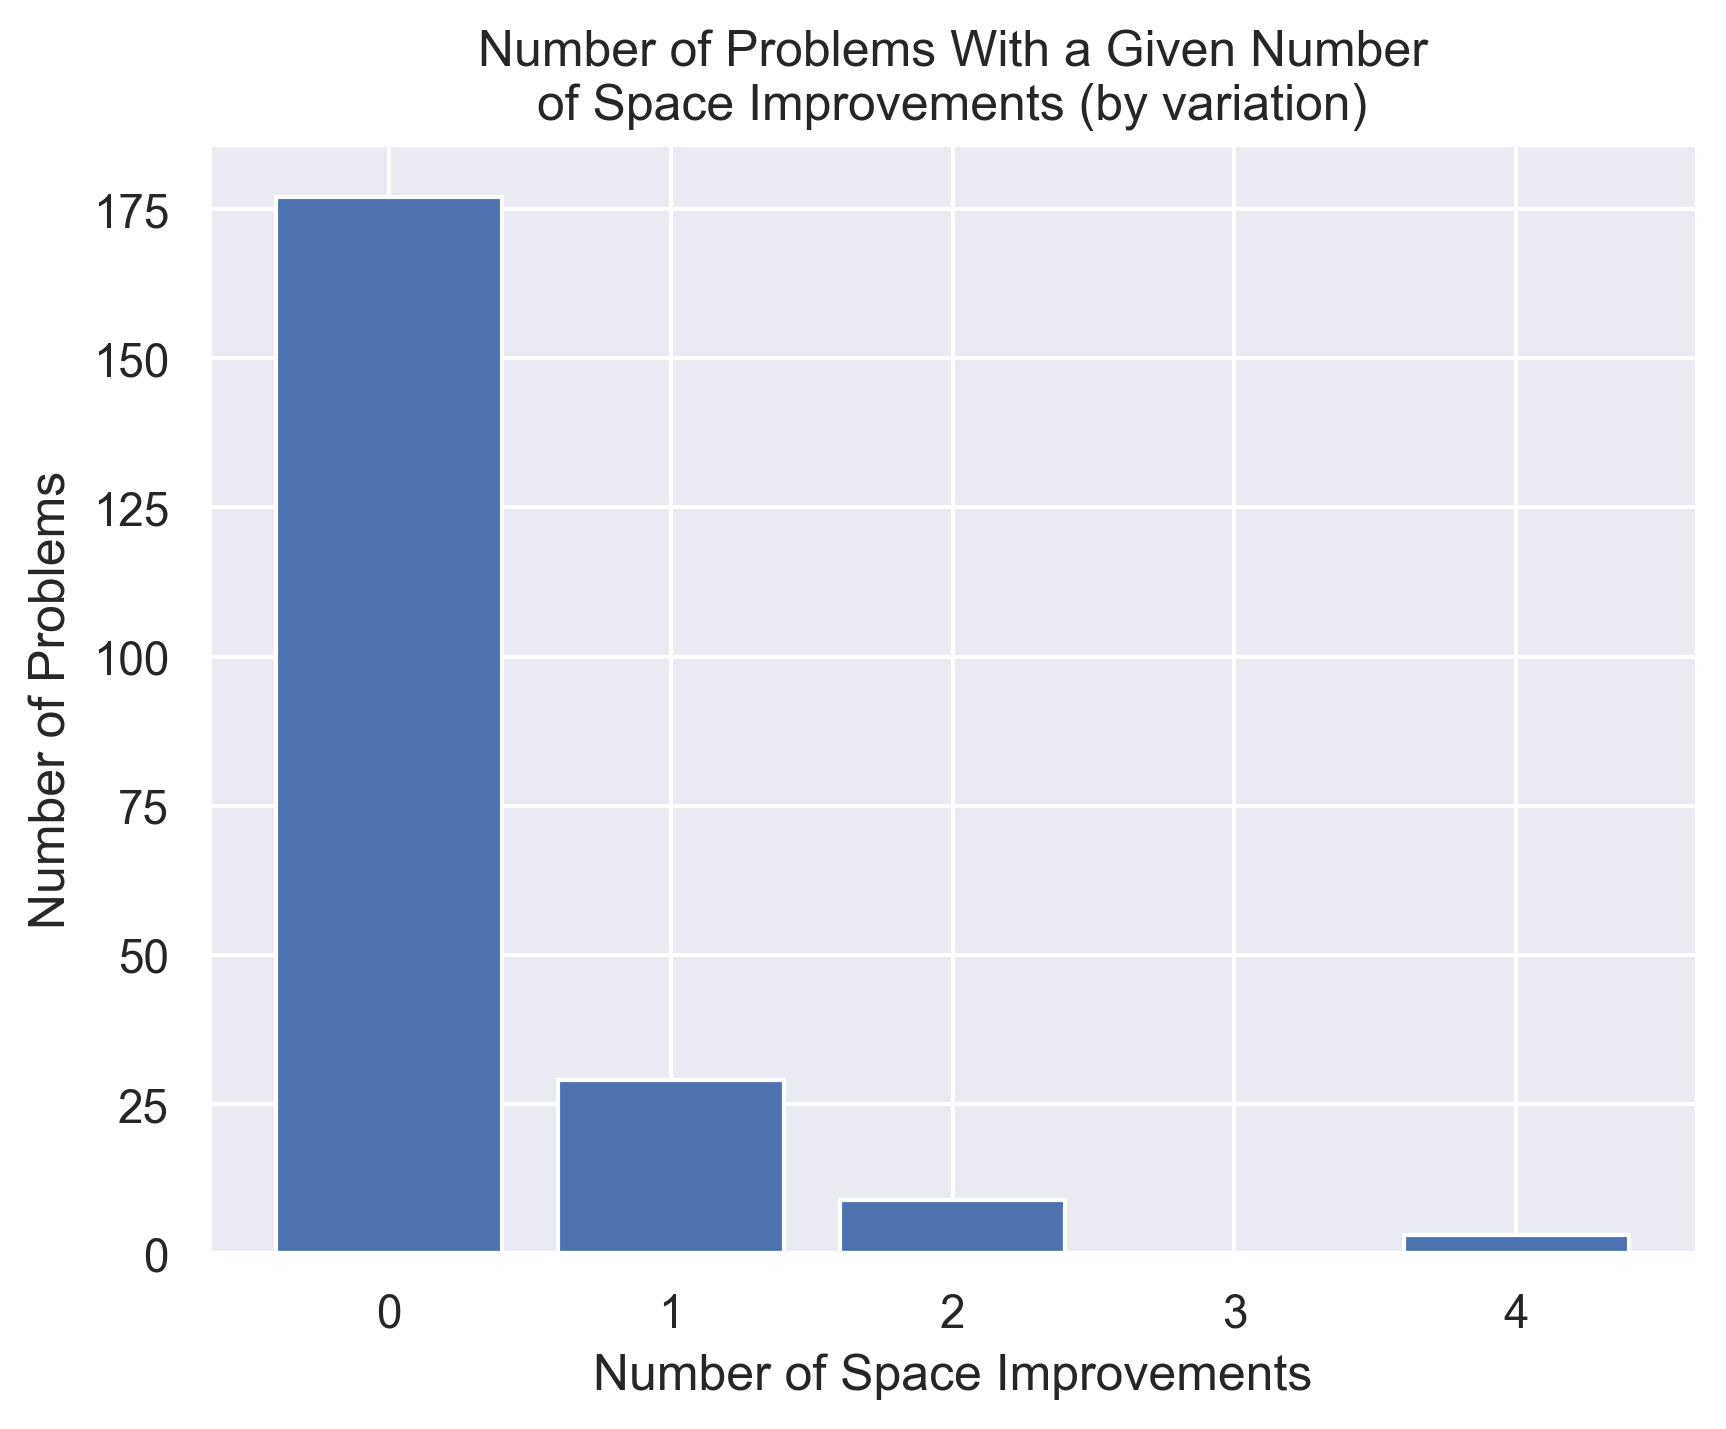 Number of Problems With a Given Number
of Space Improvements (by variation)
175
150
125
100
75
50
25
0
Number of Problems
0 1 2 3 4
Number of Space Improvements